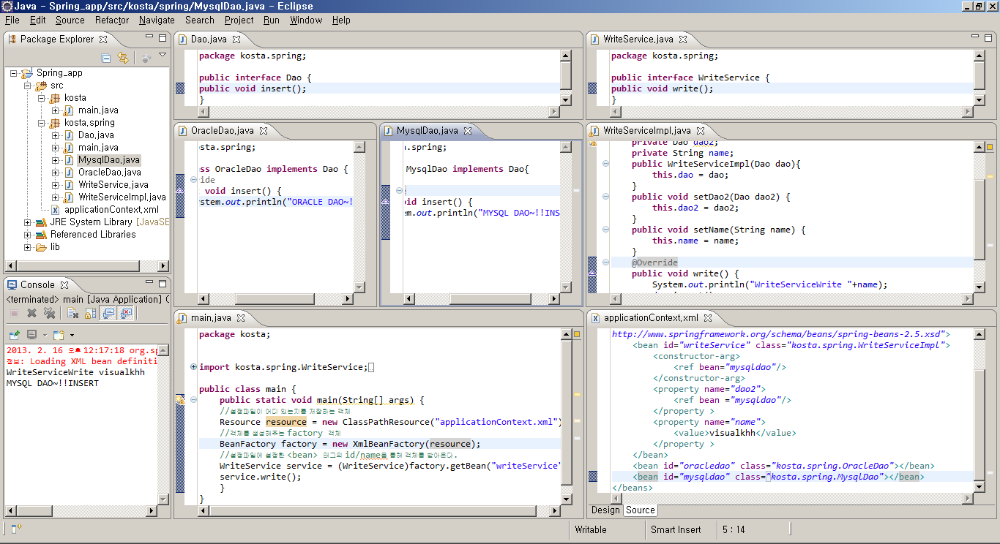 Java - Spring_app/src/kosta/spring/MysqlDao.java - Eclipse
File Edit Source Refactor Navigate Search Project Run Window Help
Package Explorer
Spring_app
src
kosta
main.java
kosta.spring
Dao.java
main.java
MysqlDao.java
OracleDao.java
WriteService.java
WriteServiceImpl.java
applicationContext.xml
JRE System Library [JavaSE
Referenced Libraries
lib
Console
<terminated> main [Java Application]
2013. 2. 16 오후 12:17:18 org.sp
정보: Loading XML bean definiti
WriteServiceWrite visualkhh
MYSQL DAO~!!INSERT
Dao.java
package kosta.spring;
public interface Dao {
public void insert();
}
WriteService.java
package kosta.spring;
public interface WriteService {
public void write();
}
OracleDao.java
sta.spring;
ss OracleDao implements Dao {
ide
void insert() {
stem.out.println("ORACLE DAO~!
MysqlDao.java
.spring;
MysqlDao implements Dao{
id insert() {
m.out.println("MYSQL DAO~!!INS
WriteServiceImpl.java
private Dao dao2;
private String name;
public WriteServiceImpl(Dao dao){
this.dao = dao;
}
public void setDao2(Dao dao2) {
this.dao2 = dao2;
}
public void setName(String name) {
this.name = name;
}
@Override
public void write() {
System.out.println("WriteServiceWrite "+name);
main.java
package kosta;
import kosta.spring.WriteService;
public class main {
public static void main(String[] args) {
//설정파일이 어디 있는지를 저장하는 객체
Resource resource = new ClassPathResource("applicationContext.xml")
//객체를 생성해주는 factory 객체
BeanFactory factory = new XmlBeanFactory(resource);
//설정파일에 설정한 <bean> 태그의 id/name을 통해 객체를 받아온다.
WriteService service = (WriteService)factory.getBean("writeService"
service.write();
}
}
applicationContext.xml
http://www.springframework.org/schema/beans/spring-beans-2.5.xsd">
<bean id="writeService" class="kosta.spring.WriteServiceImpl">
<constructor-arg>
<ref bean="mysqldao"/>
</constructor-arg>
<property name="dao2">
<ref bean ="mysqldao"/>
</property >
<property name="name">
<value>visualkhh</value>
</property >
</bean>
<bean id="oracledao" class="kosta.spring.OracleDao"></bean>
<bean id="mysqldao" class="kosta.spring.MysqlDao"></bean>
</beans>
Design Source
Writable Smart Insert 5 : 14